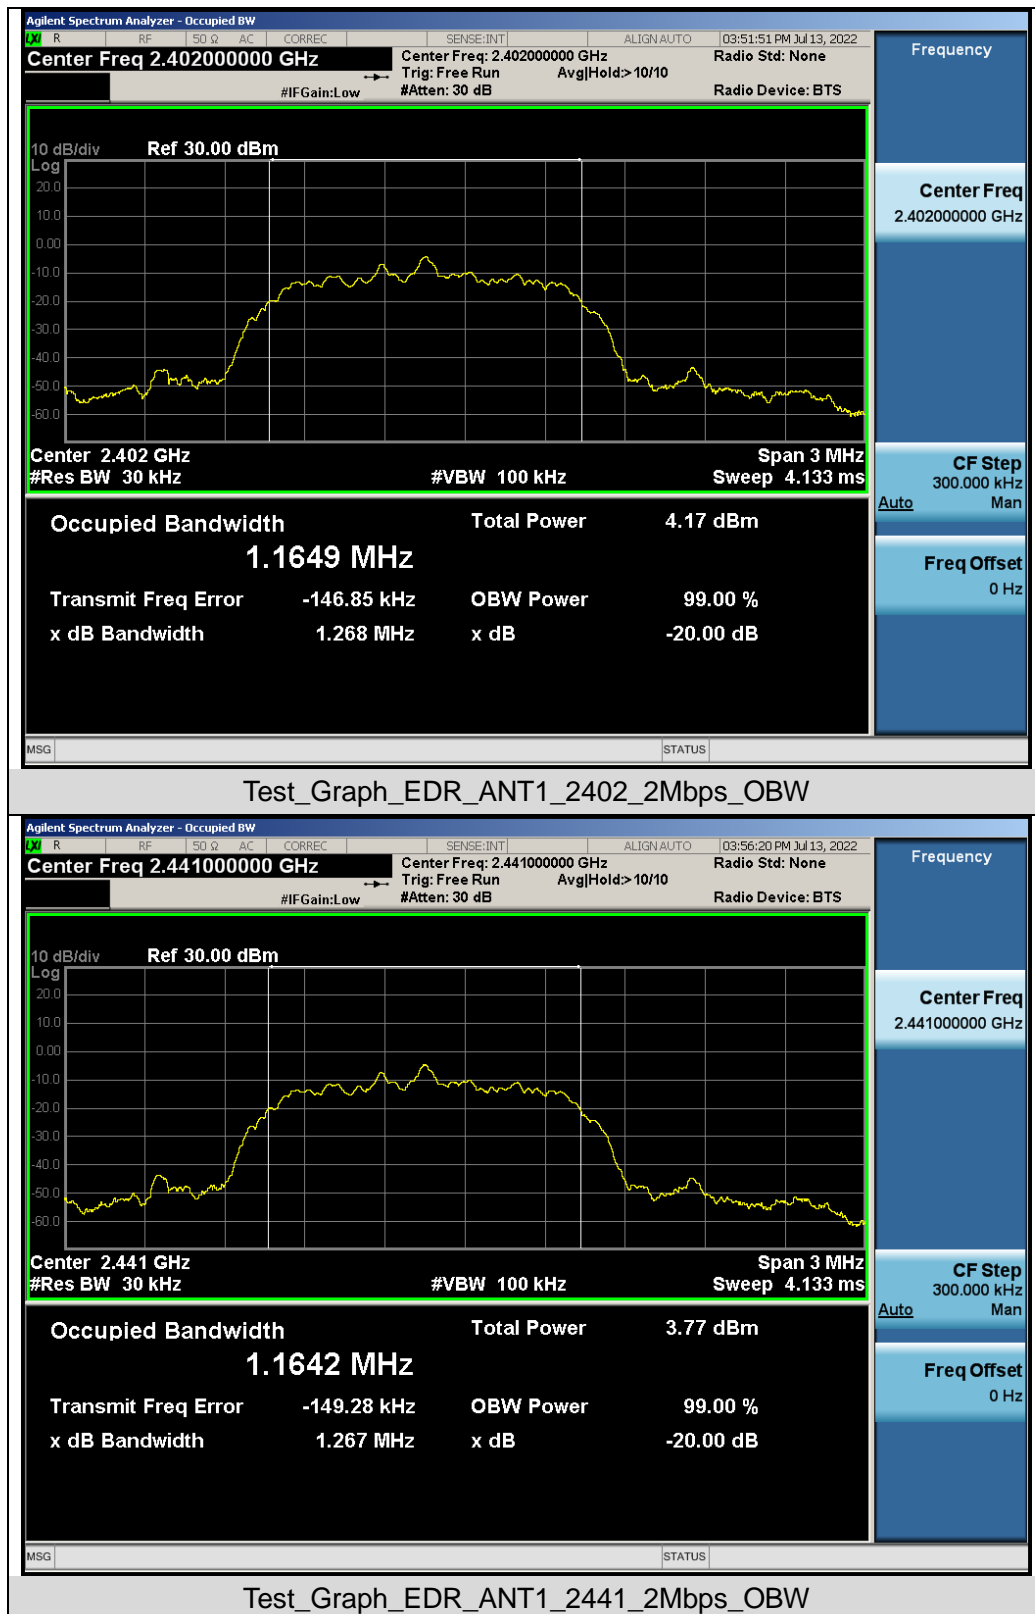 Agilent Spectrum Analyzer - Occupied BW
LXI R RF 50 Ω AC CORREC SENSE:INT ALIGN AUTO 03:51:51 PM Jul 13, 2022
Center Freq 2.402000000 GHz Center Freq: 2.402000000 GHz Radio Std: None Frequency
Trig: Free Run Avg|Hold:> 10/10
#IFGain:Low #Atten: 30 dB Radio Device: BTS
10 dB/div Ref 30.00 dBm
Log
20.0
10.0
0.00
-10.0
-20.0
-30.0
-40.0
-50.0
-60.0
Center Freq
2.402000000 GHz
Center 2.402 GHz Span 3 MHz
#Res BW 30 kHz #VBW 100 kHz Sweep 4.133 ms
CF Step
300.000 kHz
Auto Man
Occupied Bandwidth Total Power 4.17 dBm
1.1649 MHz
Freq Offset
0 Hz
Transmit Freq Error -146.85 kHz OBW Power 99.00 %
x dB Bandwidth 1.268 MHz x dB -20.00 dB
MSG STATUS
Test_Graph_EDR_ANT1_2402_2Mbps_OBW
Agilent Spectrum Analyzer - Occupied BW
LXI R RF 50 Ω AC CORREC SENSE:INT ALIGN AUTO 03:56:20 PM Jul 13, 2022
Center Freq 2.441000000 GHz Center Freq: 2.441000000 GHz Radio Std: None Frequency
Trig: Free Run Avg|Hold:> 10/10
#IFGain:Low #Atten: 30 dB Radio Device: BTS
10 dB/div Ref 30.00 dBm
Log
20.0
10.0
0.00
-10.0
-20.0
-30.0
-40.0
-50.0
-60.0
Center Freq
2.441000000 GHz
Center 2.441 GHz Span 3 MHz
#Res BW 30 kHz #VBW 100 kHz Sweep 4.133 ms
CF Step
300.000 kHz
Auto Man
Occupied Bandwidth Total Power 3.77 dBm
1.1642 MHz
Freq Offset
0 Hz
Transmit Freq Error -149.28 kHz OBW Power 99.00 %
x dB Bandwidth 1.267 MHz x dB -20.00 dB
MSG STATUS
Test_Graph_EDR_ANT1_2441_2Mbps_OBW